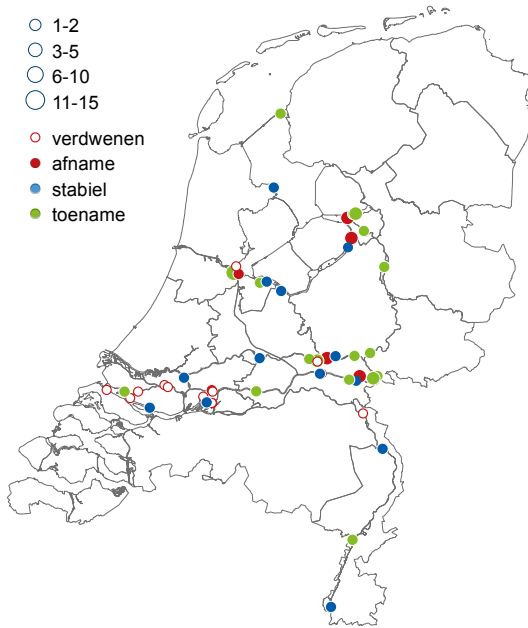 1-2
3-5
6-10
11-15
verdwenen
afname
stabiel
toename